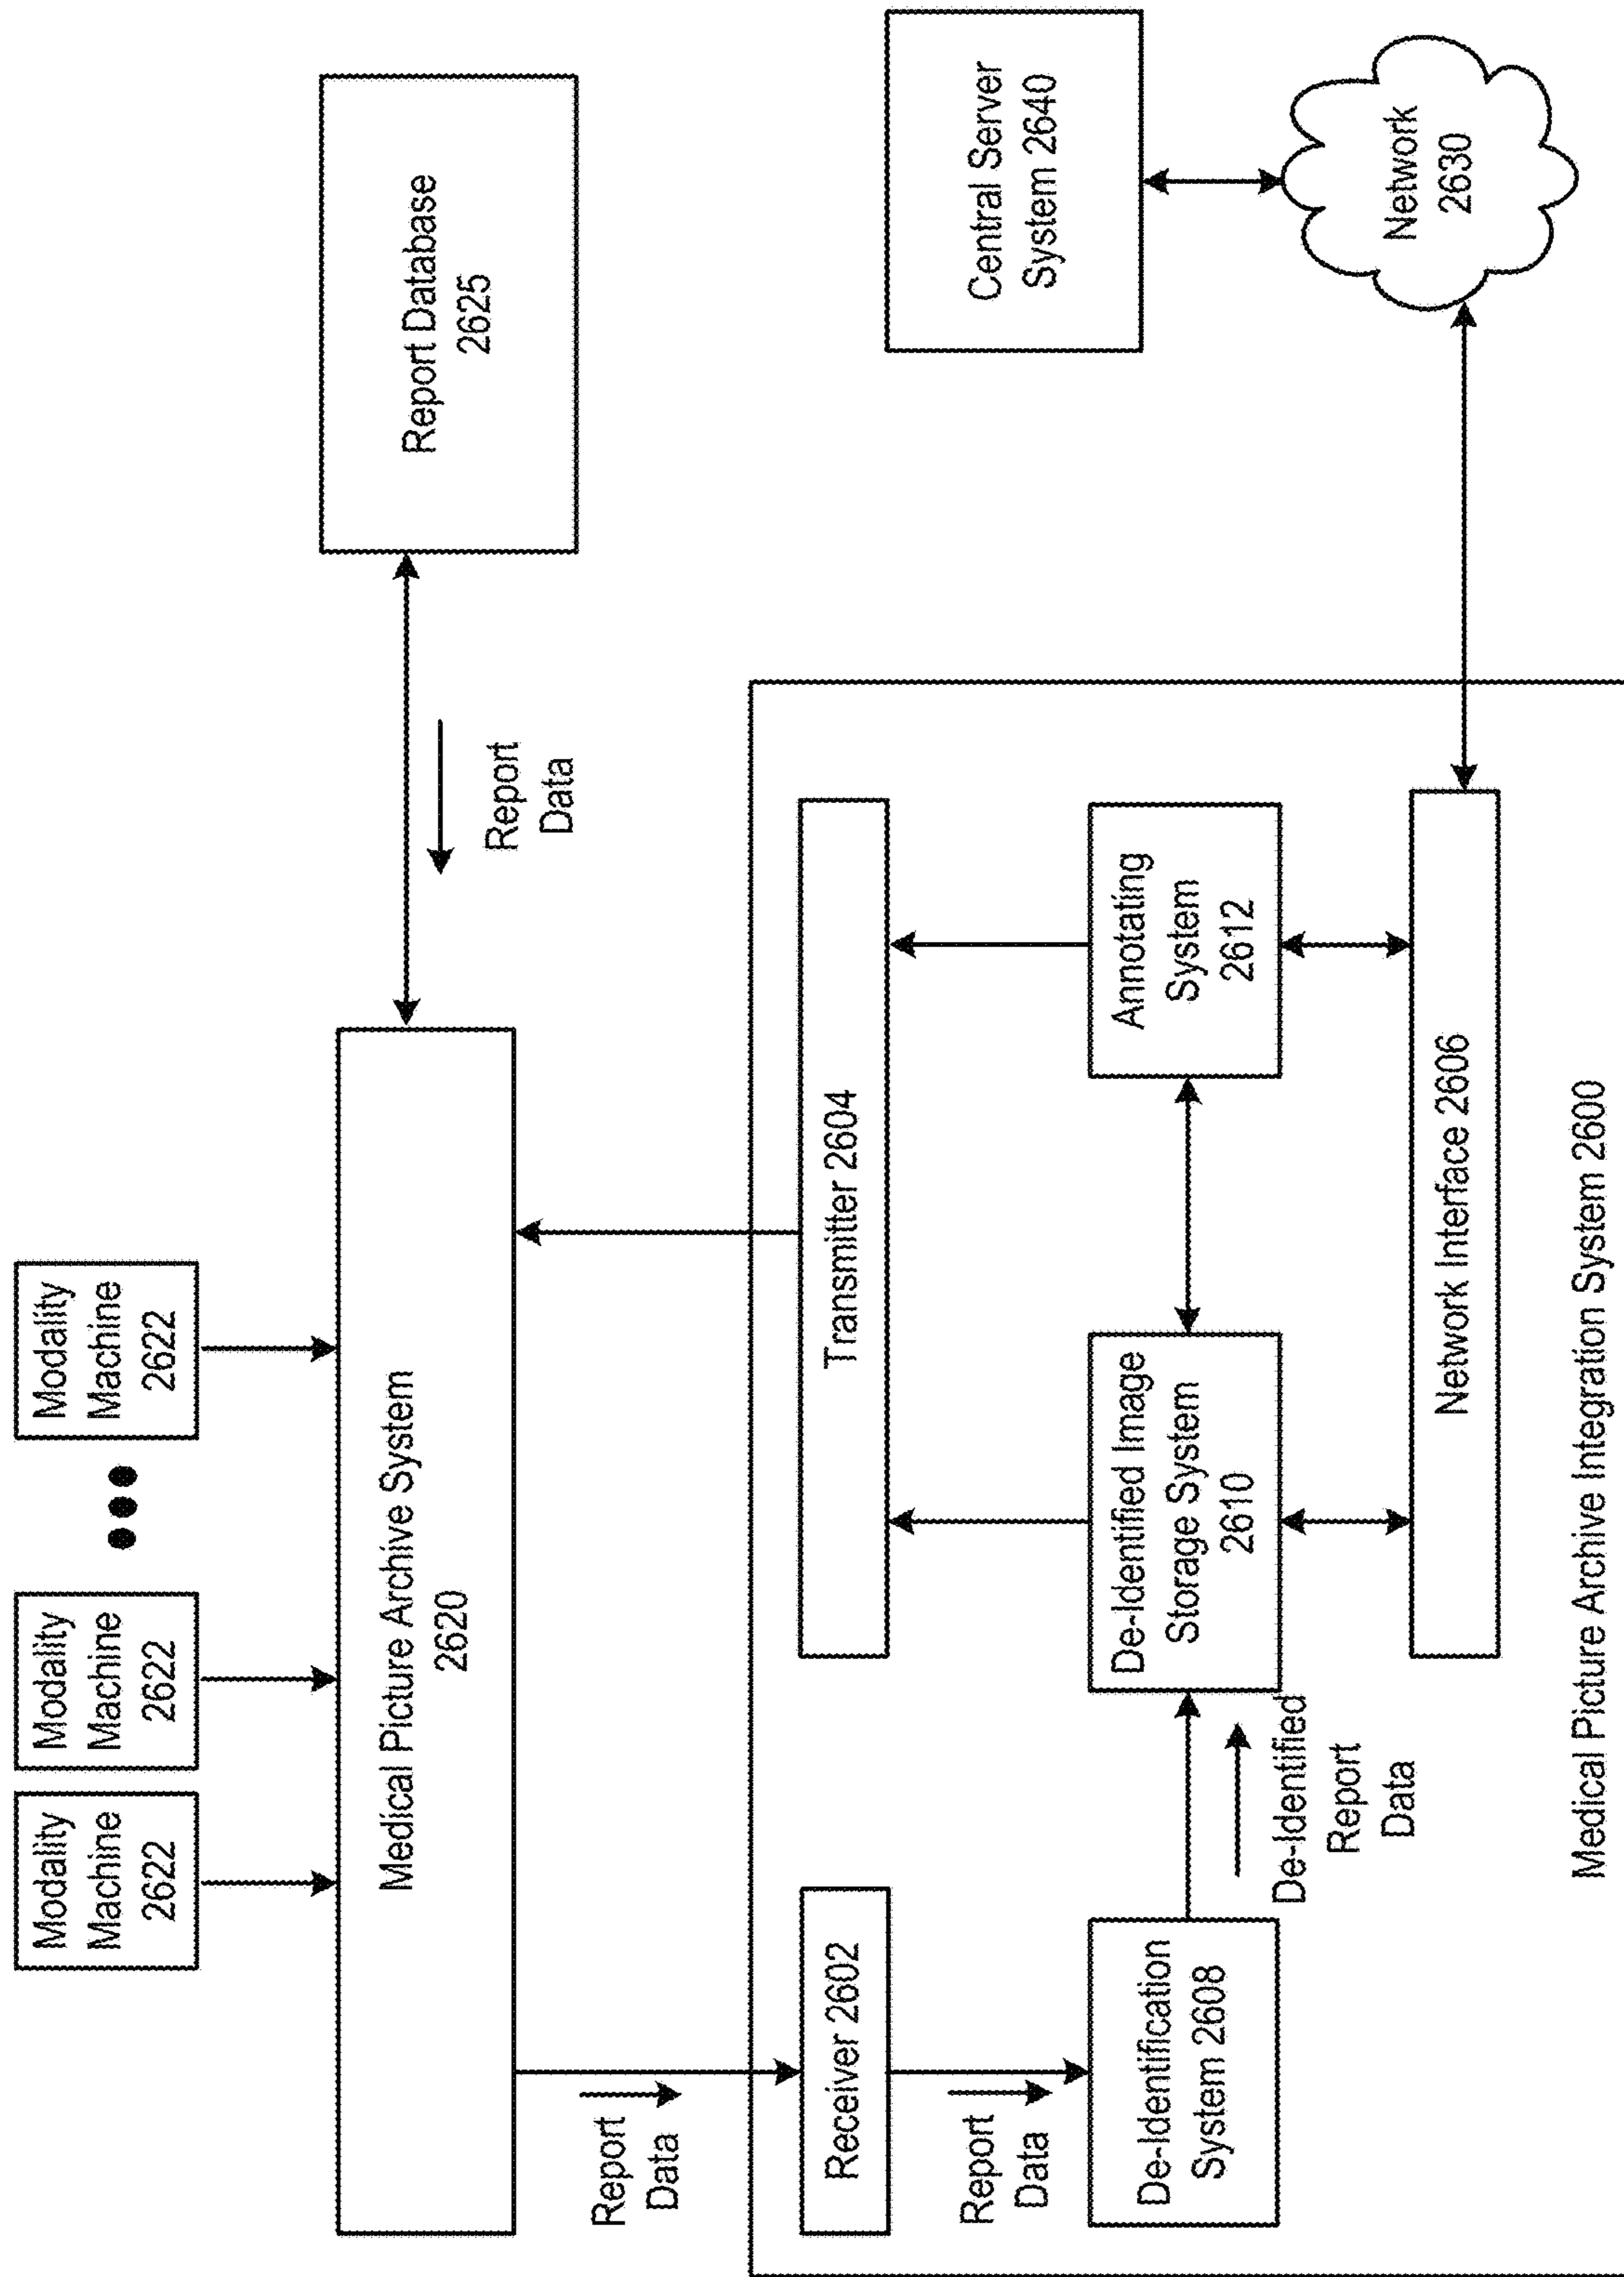 Modality
Machine
2622
Modality
Machine
2622
Modality
Machine
2622
Medical Picture Archive System
2620
Report Database
2625
Report
Data
Report
Data
Receiver 2602
Transmitter 2604
Report
Data
De-Identification
System 2608
De-Identified
Report
Data
De-Identified Image
Storage System
2610
Annotating
System
2612
Network Interface 2606
Medical Picture Archive Integration System 2600
Central Server
System 2640
Network
2630